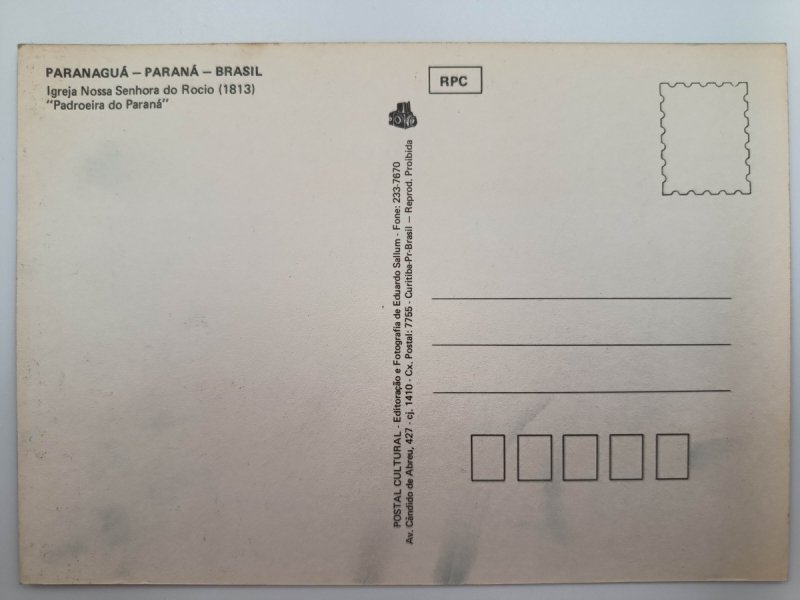 PARANAGUÁ – PARANÁ – BRASIL
Igreja Nossa Senhora do Rocio (1813)
"Padroeira do Paraná"
POSTAL CULTURAL - Editoração e Fotografia de Eduardo Sallum - Fone: 233-7670
Av. Cândido de Abreu, 427 - cj. 1410 - Cx. Postal: 7755 - Curitiba-Pr-Brasil – Reprod. Proibida
RPC